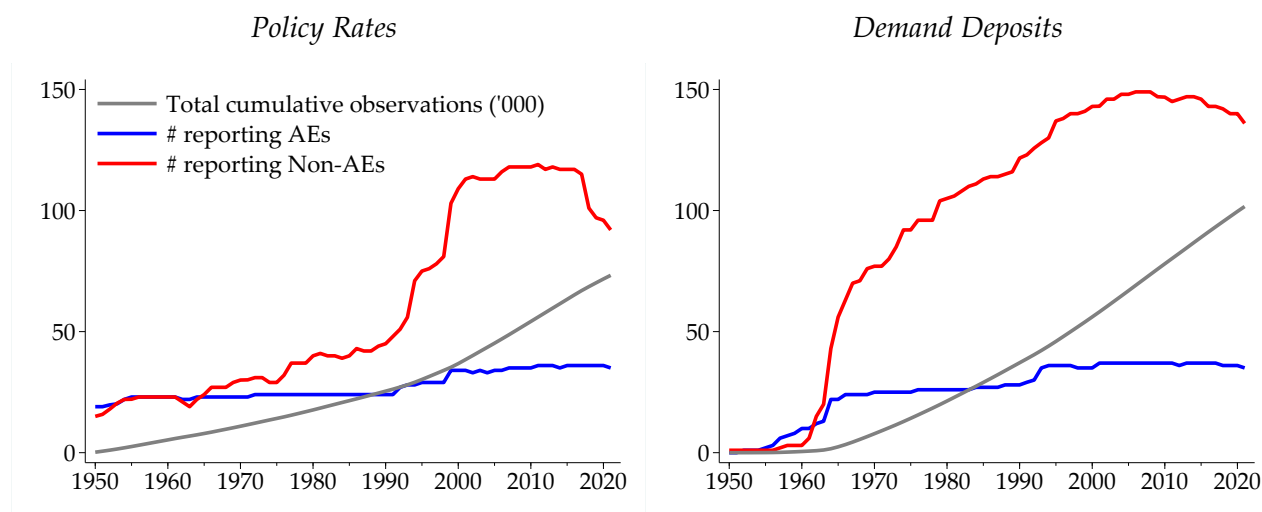 Policy Rates
150
100
50
0
1950 1960 1970 1980 1990 2000 2010 2020
Total cumulative observations ('000)
# reporting AEs
# reporting Non-AEs
Demand Deposits
150
100
50
0
1950 1960 1970 1980 1990 2000 2010 2020